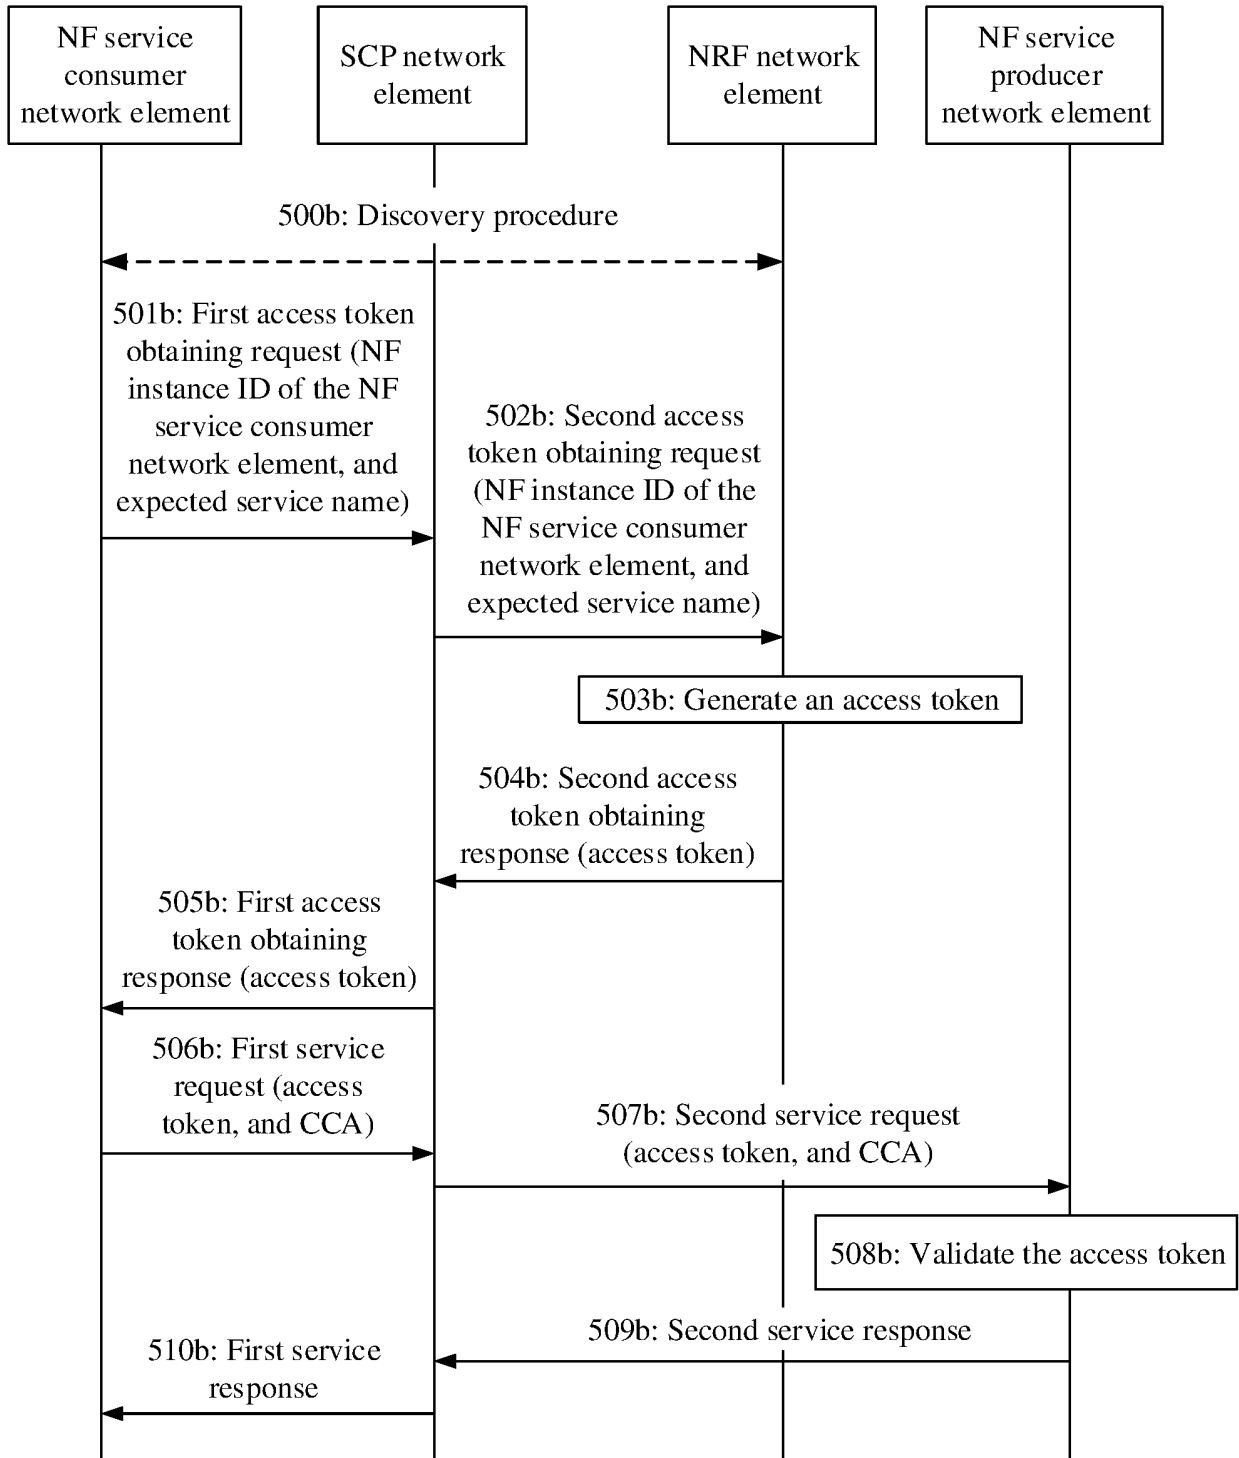 NF service
consumer
network element
SCP network
element
NRF network
element
NF service
producer
network element
500b: Discovery procedure
501b: First access token
obtaining request (NF
instance ID of the NF
service consumer
network element, and
expected service name)
502b: Second access
token obtaining request
(NF instance ID of the
NF service consumer
network element, and
expected service name)
503b: Generate an access token
504b: Second access
token obtaining
response (access token)
505b: First access
token obtaining
response (access token)
506b: First service
request (access
token, and CCA)
507b: Second service request
(access token, and CCA)
508b: Validate the access token
509b: Second service response
510b: First service
response